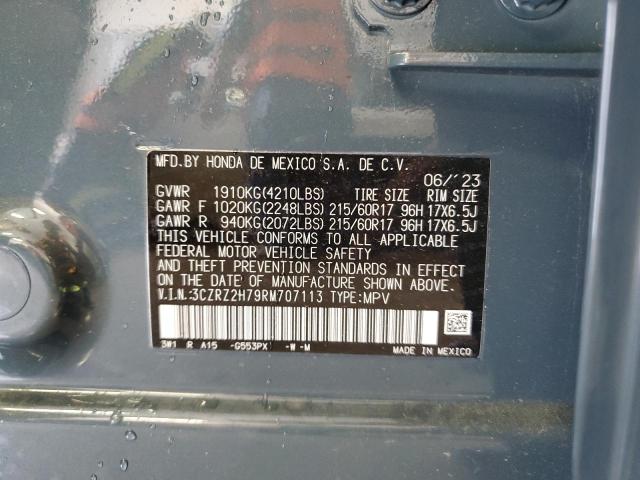 MFD.BY HONDA DE MEXICO S.A. DE C.V.
06/'23
GVWR 1910KG(4210LBS) TIRE SIZE RIM SIZE
GAWR F 1020KG(2248LBS) 215/60R17 96H 17X6.5J
GAWR R 940KG(2072LBS) 215/60R17 96H 17X6.5J
THIS VEHICLE CONFORMS TO ALL APPLICABLE
FEDERAL MOTOR VEHICLE SAFETY
AND THEFT PREVENTION STANDARDS IN EFFECT
ON THE DATE OF MANUFACTURE SHOWN ABOVE.
V.I.N.:3CZRZ2H79RM707113 TYPE:MPV
3W1 R A15 -G553PX -W -M MADE IN MEXICO